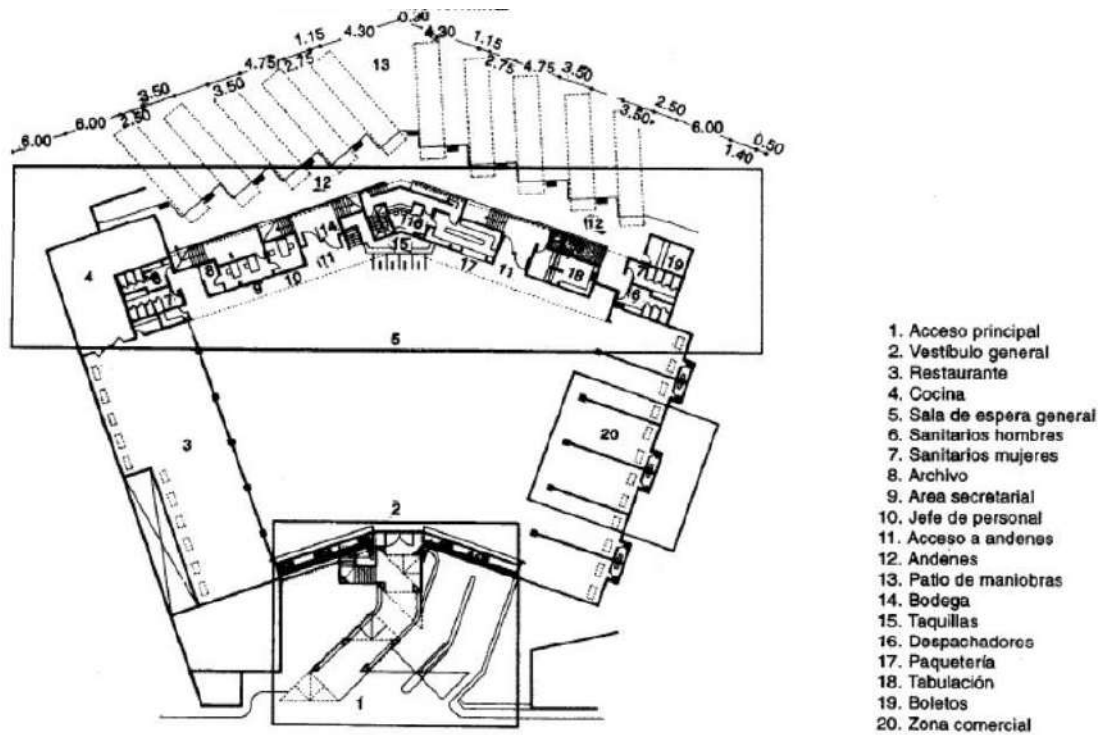 0.30
4.30
4.30
1.15
1.15
4.75
2.75
13
2.75
4.75
3.50
3.50
3.50
2.50
3.50
6.00
2.50
6.00
6.00
1.40
0.50
12
12
4
6
7
8
9
10
11
14
15
16
17
11
18
7
6
19
5
3
20
2
1
1. Acceso principal
2. Vestíbulo general
3. Restaurante
4. Cocina
5. Sala de espera general
6. Sanitarios hombres
7. Sanitarios mujeres
8. Archivo
9. Area secretarial
10. Jefe de personal
11. Acceso a andenes
12. Andenes
13. Patio de maniobras
14. Bodega
15. Taquillas
16. Despachadores
17. Paquetería
18. Tabulación
19. Boletos
20. Zona comercial